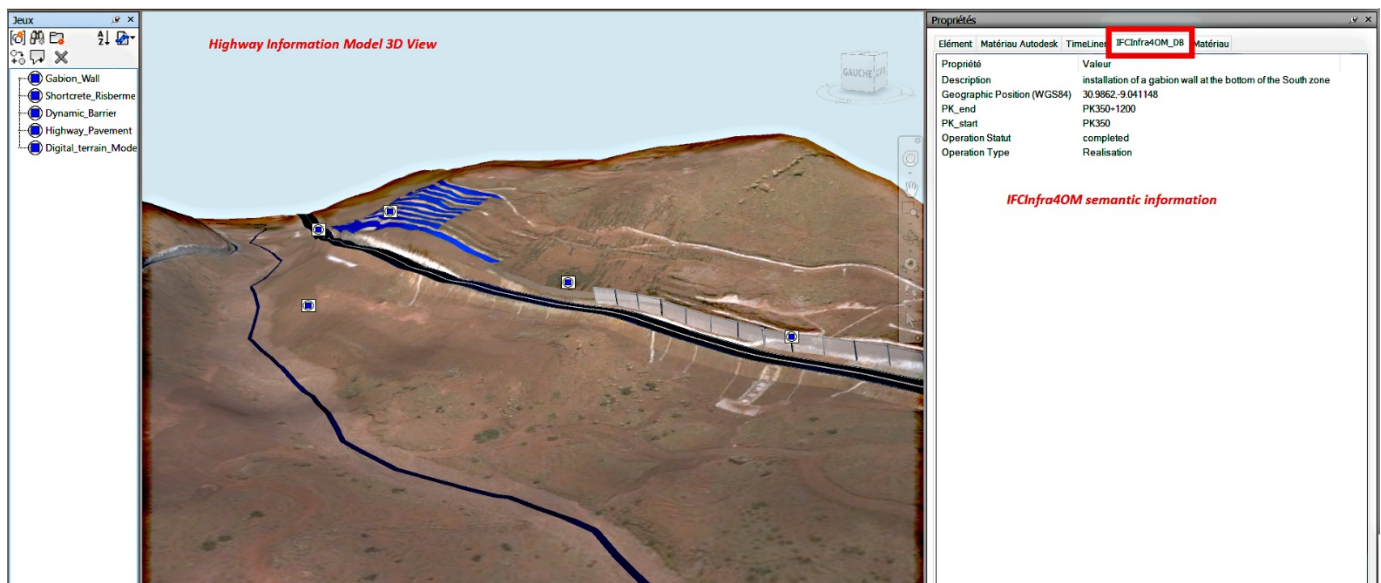 Jeux
Gabion_Wall
Shortcrete_Risberme
Dynamic_Barrier
Highway_Pavement
Digital_terrain_Mode
Highway Information Model 3D View
GAUCHE
Propriétés
Elément Matériau Autodesk TimeLiner IFCInfra4OM_DB Matériau
Propriété Valeur
Description installation of a gabion wall at the bottom of the South zone
Geographic Position (WGS84) 30.9862,-9.041148
PK_end PK350+1200
PK_start PK350
Operation Statut completed
Operation Type Realisation
IFCInfra4OM semantic information